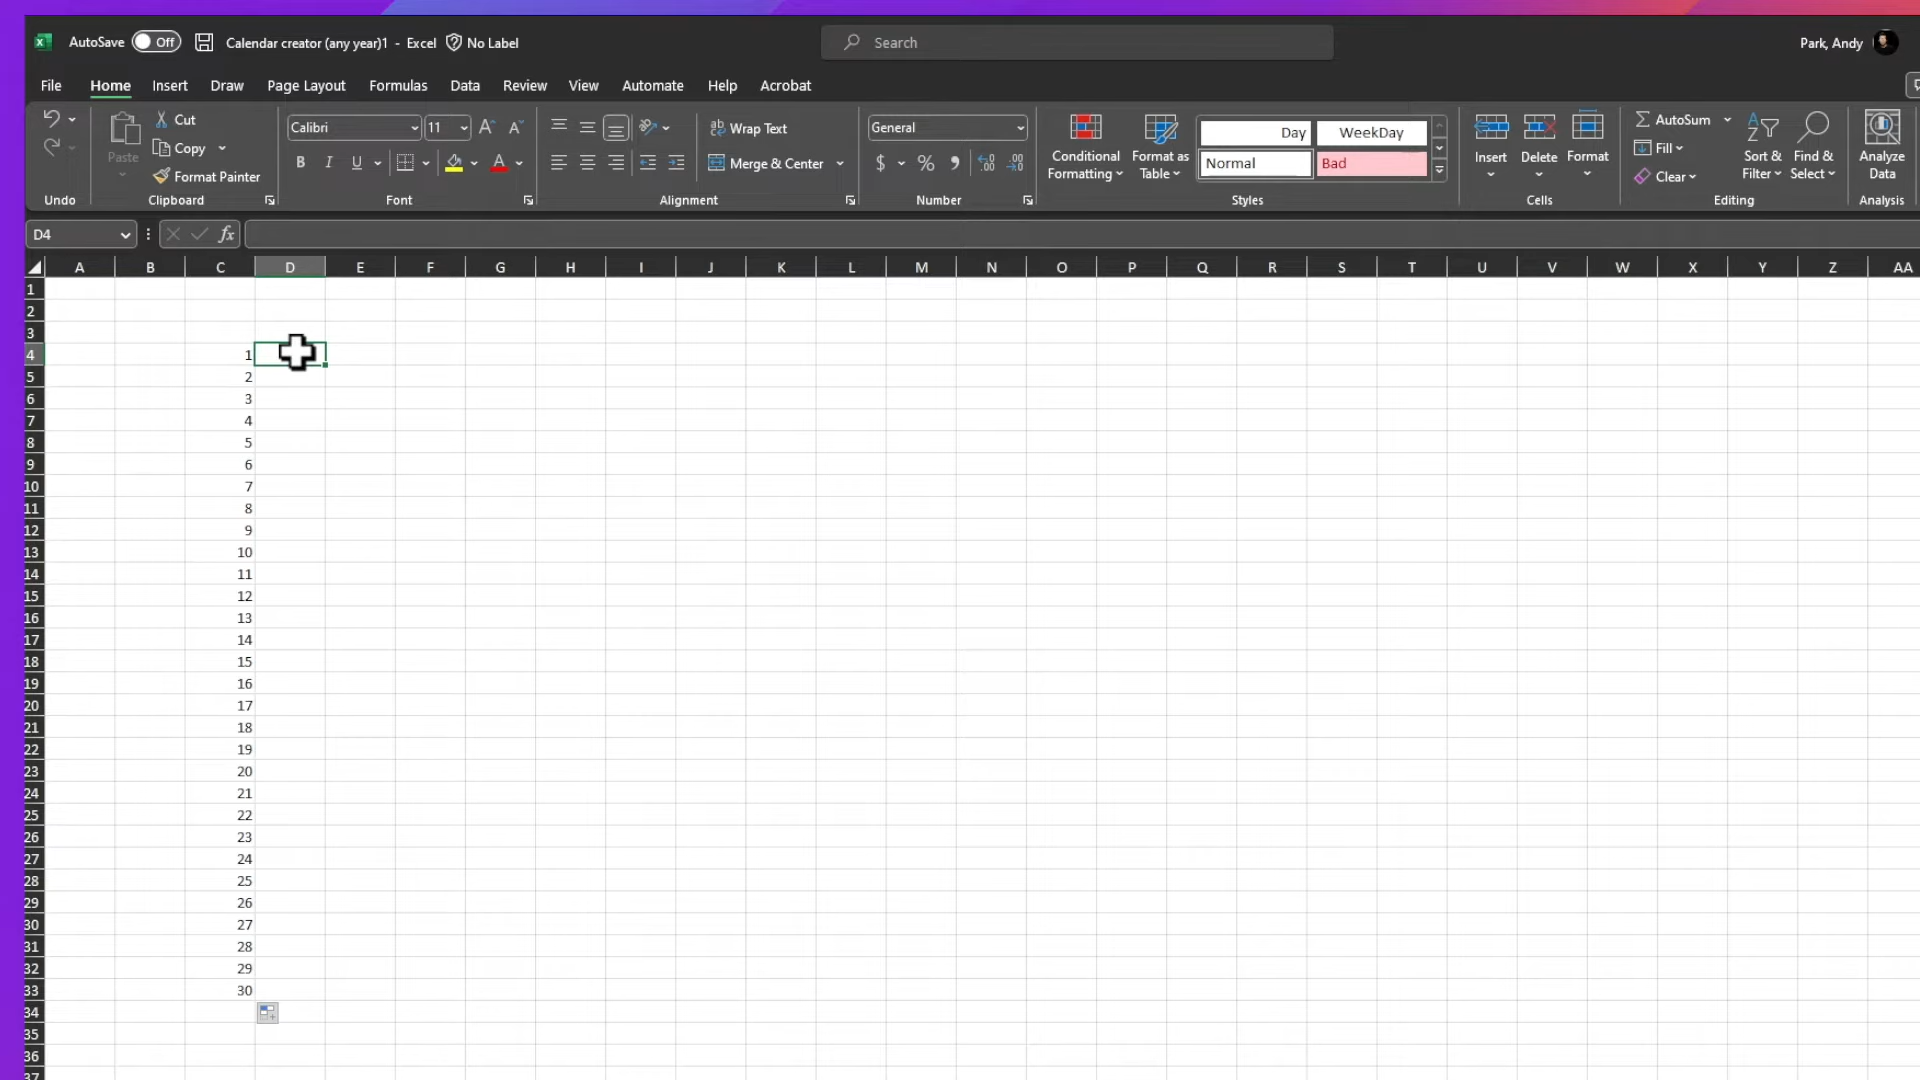 AutoSave Off Calendar creator (any year)1 - Excel No Label Search Park, Andy
File Home Insert Draw Page Layout Formulas Data Review View Automate Help Acrobat
Paste Cut
Copy
Format Painter
Calibri 11
B I U
Wrap Text
Merge & Center
General
$ %
Conditional Formatting
Format as Table
Day WeekDay
Normal Bad
Insert Delete Format
AutoSum
Fill
Clear
Sort & Filter
Find & Select
Analyze Data
Undo Clipboard Font Alignment Number Styles Cells Editing Analysis
D4 fx
A B C D E F G H I J K L M N O P Q R S T U V W X Y Z AA
1
2
3
4 1
5 2
6 3
7 4
8 5
9 6
10 7
11 8
12 9
13 10
14 11
15 12
16 13
17 14
18 15
19 16
20 17
21 18
22 19
23 20
24 21
25 22
26 23
27 24
28 25
29 26
30 27
31 28
32 29
33 30
34
35
36
37